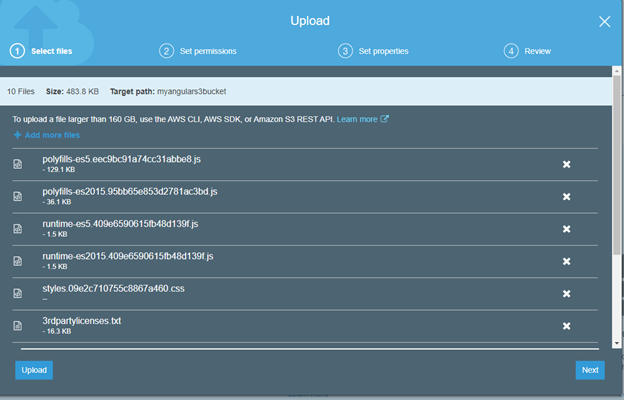 Upload
1 Select files
2 Set permissions
3 Set properties
4 Review
10 Files Size: 483.8 KB Target path: myangulars3bucket
To upload a file larger than 160 GB, use the AWS CLI, AWS SDK, or Amazon S3 REST API. Learn more
Add more files
polyfills-es5.eec9bc91a74cc31abbe8.js
- 129.1 KB
polyfills-es2015.95bb65e853d2781ac3bd.js
- 36.1 KB
runtime-es5.409e6590615fb48d139f.js
- 1.5 KB
runtime-es2015.409e6590615fb48d139f.js
- 1.5 KB
styles.09e2c710755c8867a460.css
--
3rdpartylicenses.txt
- 16.3 KB
Upload
Next